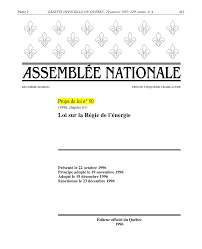 Partie 2 GAZETTE OFFICIELLE DU QUÉBEC, 29 janvier 1997, 129e année, no 4
ASSEMBLÉE NATIONALE
DEUXIÈME SESSION TRENTE-CINQUIÈME LÉGISLATURE
Projet de loi no 50
(1996, chapitre 61)
Loi sur la Régie de l'énergie
Présenté le 22 octobre 1996
Principe adopté le 19 novembre 1996
Adopté le 19 décembre 1996
Sanctionné le 23 décembre 1996
Éditeur officiel du Québec
1996